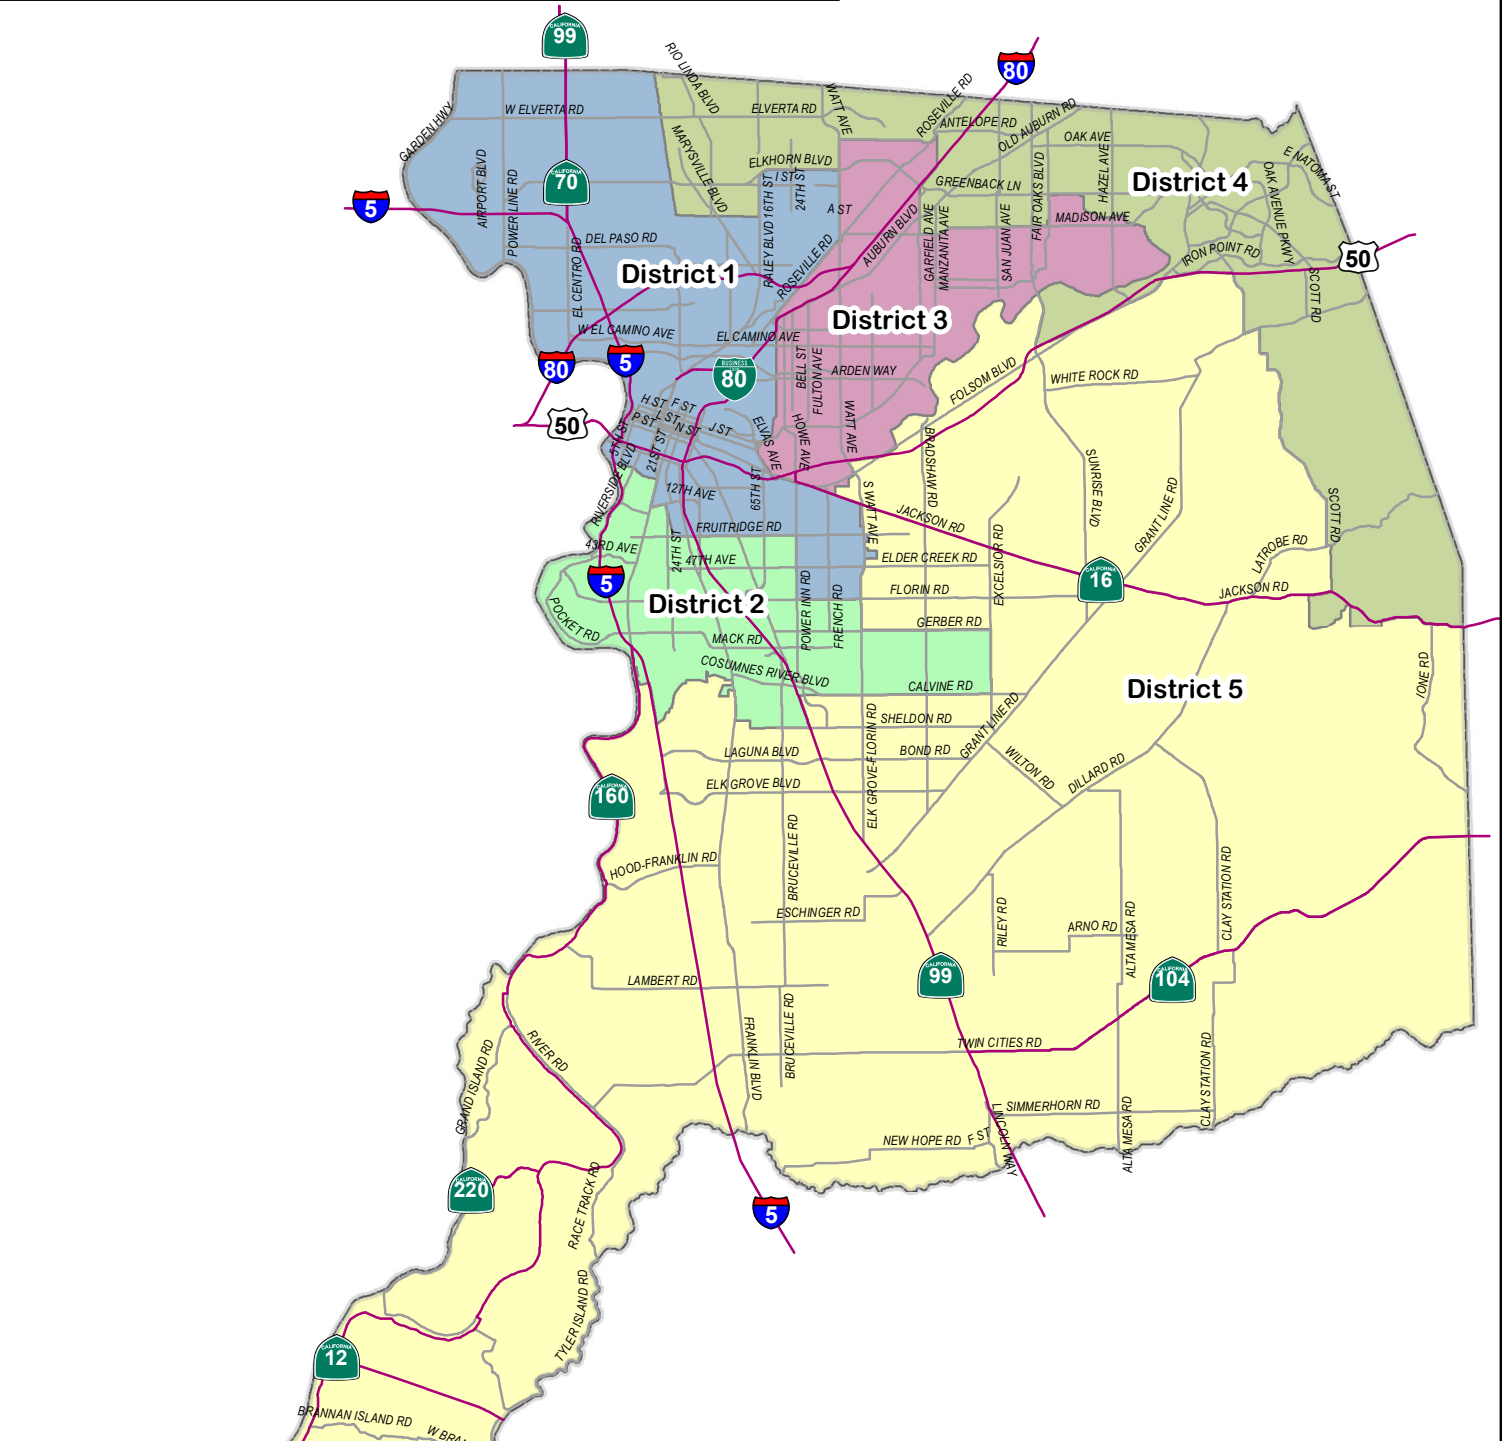 CALIFORNIA
99
RIO LINDA BLVD
80
W ELVERTA RD
ELVERTA RD
WATT AVE
ROSEVILLE RD
ANTELOPE RD
OLD AUBURN RD
GARDEN HWY
MARYSVILLE BLVD
OAK AVE
E NATOMA ST
AIRPORT BLVD
POWER LINE RD
CALIFORNIA
70
ELKHORN BLVD
I ST
16TH ST
24TH ST
A ST
GREENBACK LN
FAIR OAKS BLVD
HAZEL AVE
District 4
OAK AVENUE PKWY
5
DEL PASO RD
EL CENTRO RD
RALEY BLVD
ROSEVILLE RD
AUBURN BLVD
GARFIELD AVE
MANZANITA AVE
SAN JUAN AVE
MADISON AVE
IRON POINT RD
50
SCOTT RD
District 1
District 3
W EL CAMINO AVE
EL CAMINO AVE
80
5
BUSINESS
80
BELL ST
FULTON AVE
ARDEN WAY
FOLSOM BLVD
WHITE ROCK RD
50
H ST
F ST
L ST
P ST
N ST
J ST
5TH ST
21ST ST
RIVERSIDE BLVD
ELVAS AVE
HOWE AVE
WATT AVE
BRADSHAW RD
SUNRISE BLVD
GRANT LINE RD
SCOTT RD
12TH AVE
65TH ST
S WATT AVE
JACKSON RD
FRUITRIDGE RD
24TH ST
43RD AVE
47TH AVE
ELDER CREEK RD
EXCELSIOR RD
LATROBE RD
5
CALIFORNIA
16
JACKSON RD
FLORIN RD
District 2
POCKET RD
POWER INN RD
FRENCH RD
GERBER RD
MACK RD
COSUMNES RIVER BLVD
CALVINE RD
District 5
IONE RD
SHELDON RD
GRANT LINE RD
ELK GROVE-FLORIN RD
LAGUNA BLVD
BOND RD
WILTON RD
DILLARD RD
ELK GROVE BLVD
CALIFORNIA
160
HOOD-FRANKLIN RD
BRUCEVILLE RD
CLAY STATION RD
ESCHINGER RD
RILEY RD
ARNO RD
ALTA MESA RD
CALIFORNIA
99
CALIFORNIA
104
LAMBERT RD
BRUCEVILLE RD
FRANKLIN BLVD
RIVER RD
GRAND ISLAND RD
TWIN CITIES RD
CLAY STATION RD
SIMMERHORN RD
ALTA MESA RD
LINCOLN WAY
NEW HOPE RD
F ST
CALIFORNIA
220
RACE TRACK RD
5
TYLER ISLAND RD
CALIFORNIA
12
BRANNAN ISLAND RD